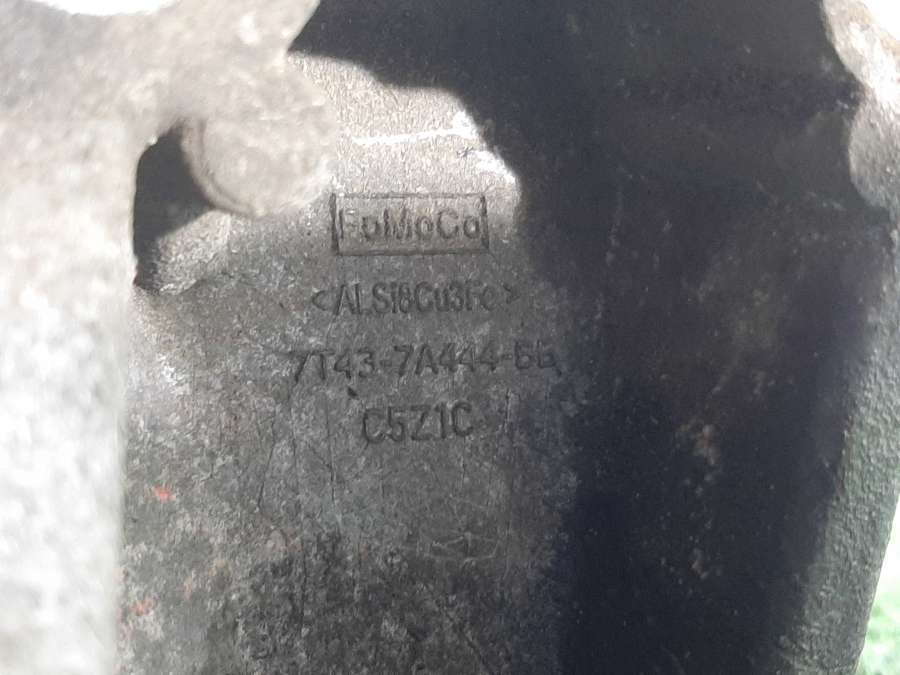 FoMoCo
<ALSi8Cu3Fe>
7T43-7A444-BB
C5Z1C